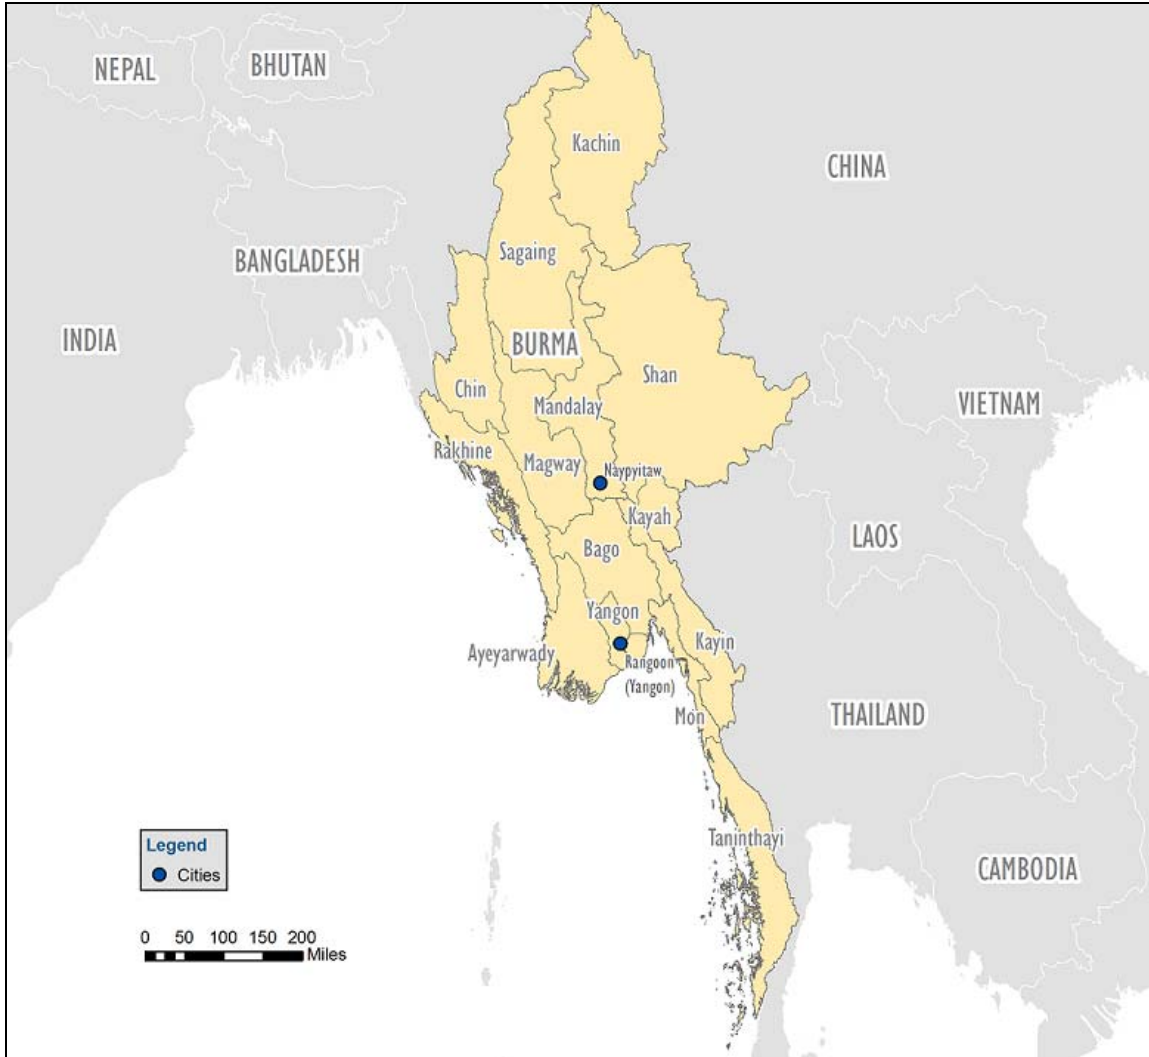 NEPAL
BHUTAN
Kachin
CHINA
Sagaing
BANGLADESH
INDIA
BURMA
Chin
Shan
Mandalay
VIETNAM
Rakhine
Magway
Naypyitaw
Kayah
LAOS
Bago
Yangon
Ayeyarwady
Kayin
Rangoon
(Yangon)
Mon
THAILAND
Taninthayi
CAMBODIA
Legend
Cities
0 50 100 150 200
Miles